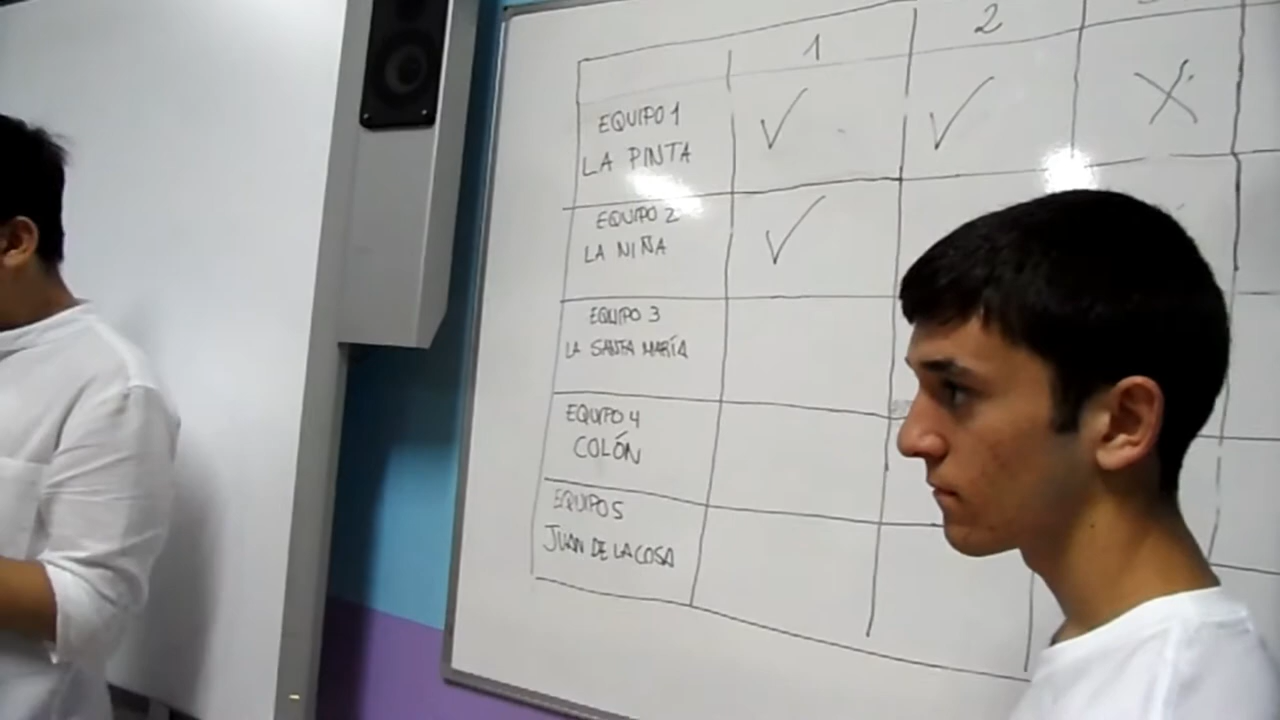 1 2
EQUIPO 1
LA PINTA
✓ ✓ X
EQUIPO 2
LA NIÑA
✓
EQUIPO 3
LA SANTA MARÍA
EQUIPO 4
COLÓN
EQUIPO 5
JUAN DE LA COSA